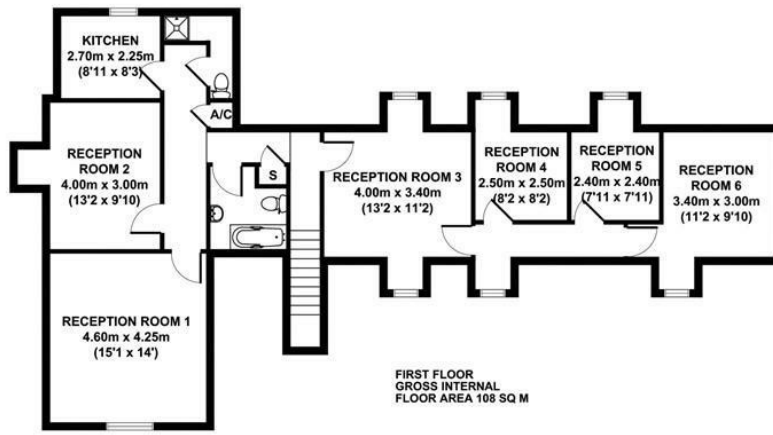 KITCHEN
2.70m x 2.25m
(8'11 x 8'3)
A/C
RECEPTION
ROOM 2
4.00m x 3.00m
(13'2 x 9'10)
S
RECEPTION ROOM 3
4.00m x 3.40m
(13'2 x 11'2)
RECEPTION
ROOM 4
2.50m x 2.50m
(8'2 x 8'2)
RECEPTION
ROOM 5
2.40m x 2.40m
(7'11 x 7'11)
RECEPTION
ROOM 6
3.40m x 3.00m
(11'2 x 9'10)
RECEPTION ROOM 1
4.60m x 4.25m
(15'1 x 14')
FIRST FLOOR
GROSS INTERNAL
FLOOR AREA 108 SQ M